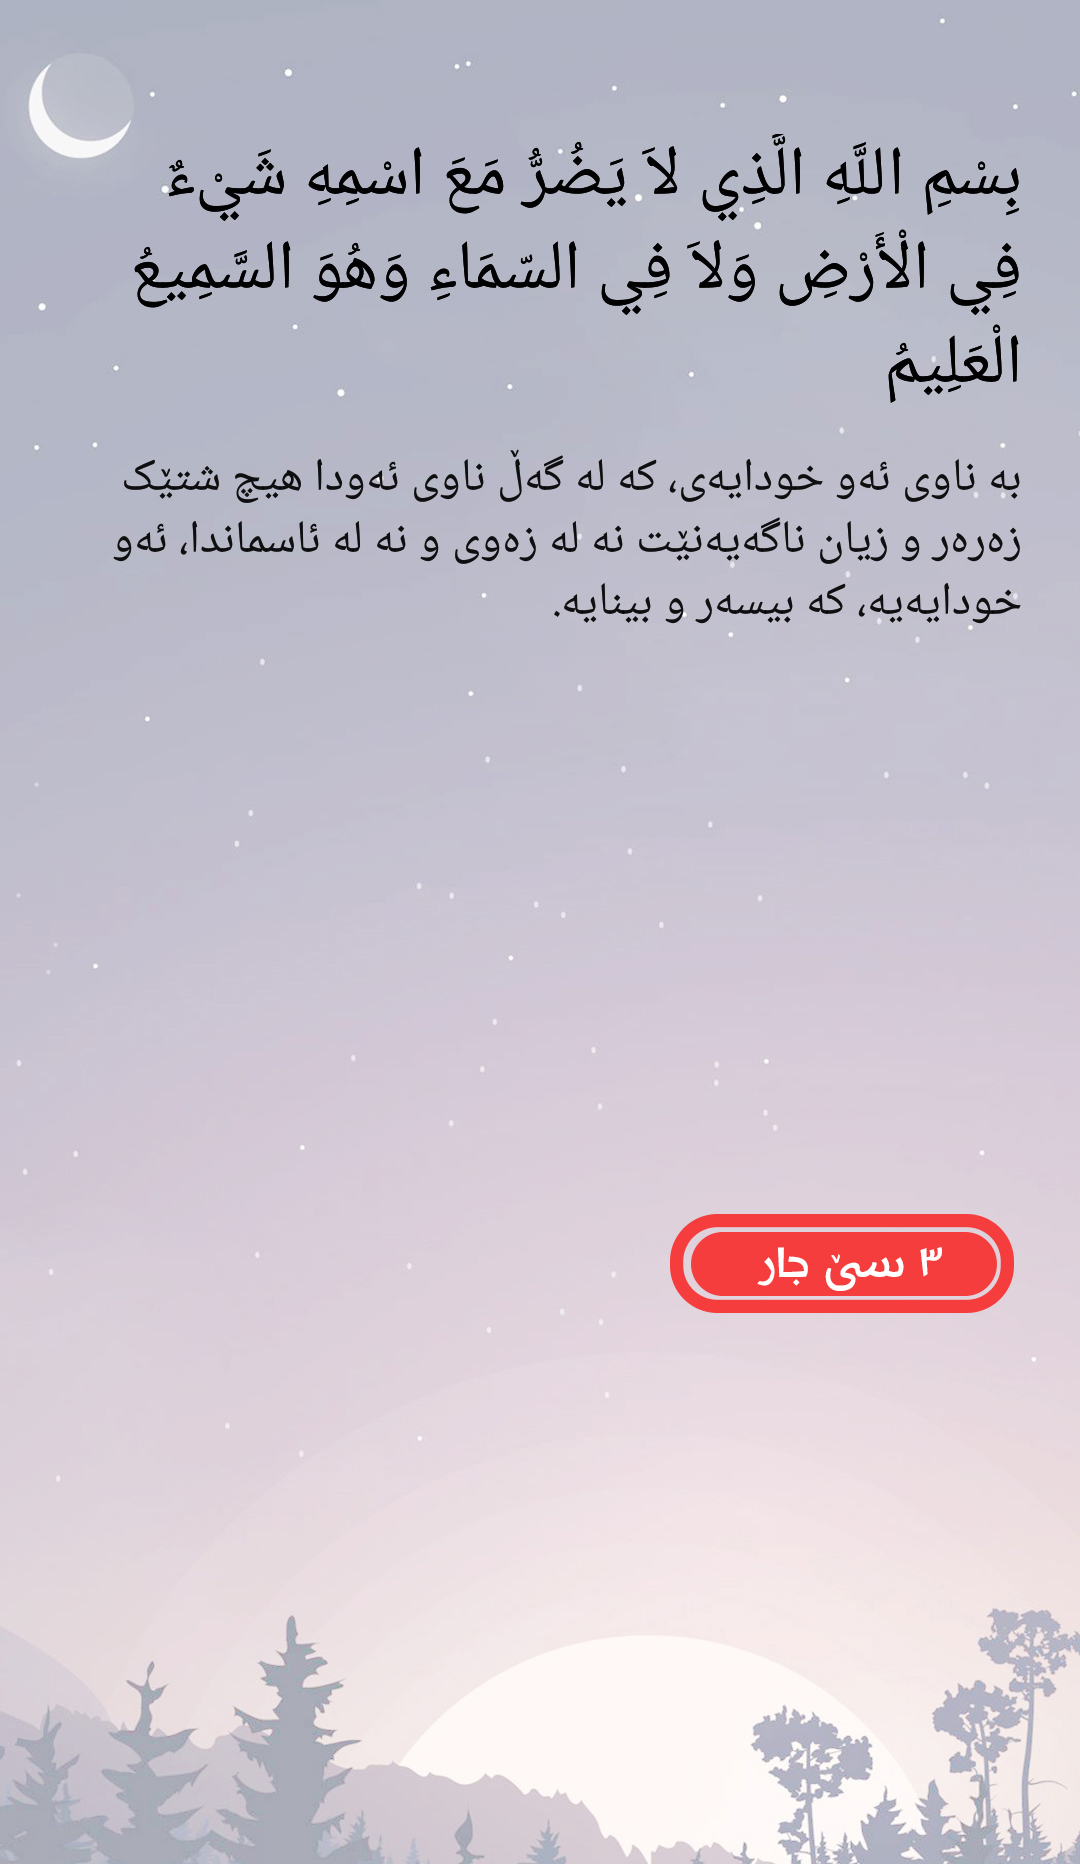 بِسْمِ اللَّهِ الَّذِي لاَ يَضُرُّ مَعَ اسْمِهِ شَيْءٌ
فِي الْأَرْضِ وَلاَ فِي السّمَاءِ وَهُوَ السَّمِيعُ
الْعَلِيمُ
بە ناوی ئەو خودایەی، کە لە گەڵ ناوی ئەودا هیچ شتێک
زەرەر و زیان ناگەیەنێت نە لە زەوی و نە لە ئاسماندا، ئەو
خودایەیە، کە بیسەر و بینایە.
٣ سێ جار